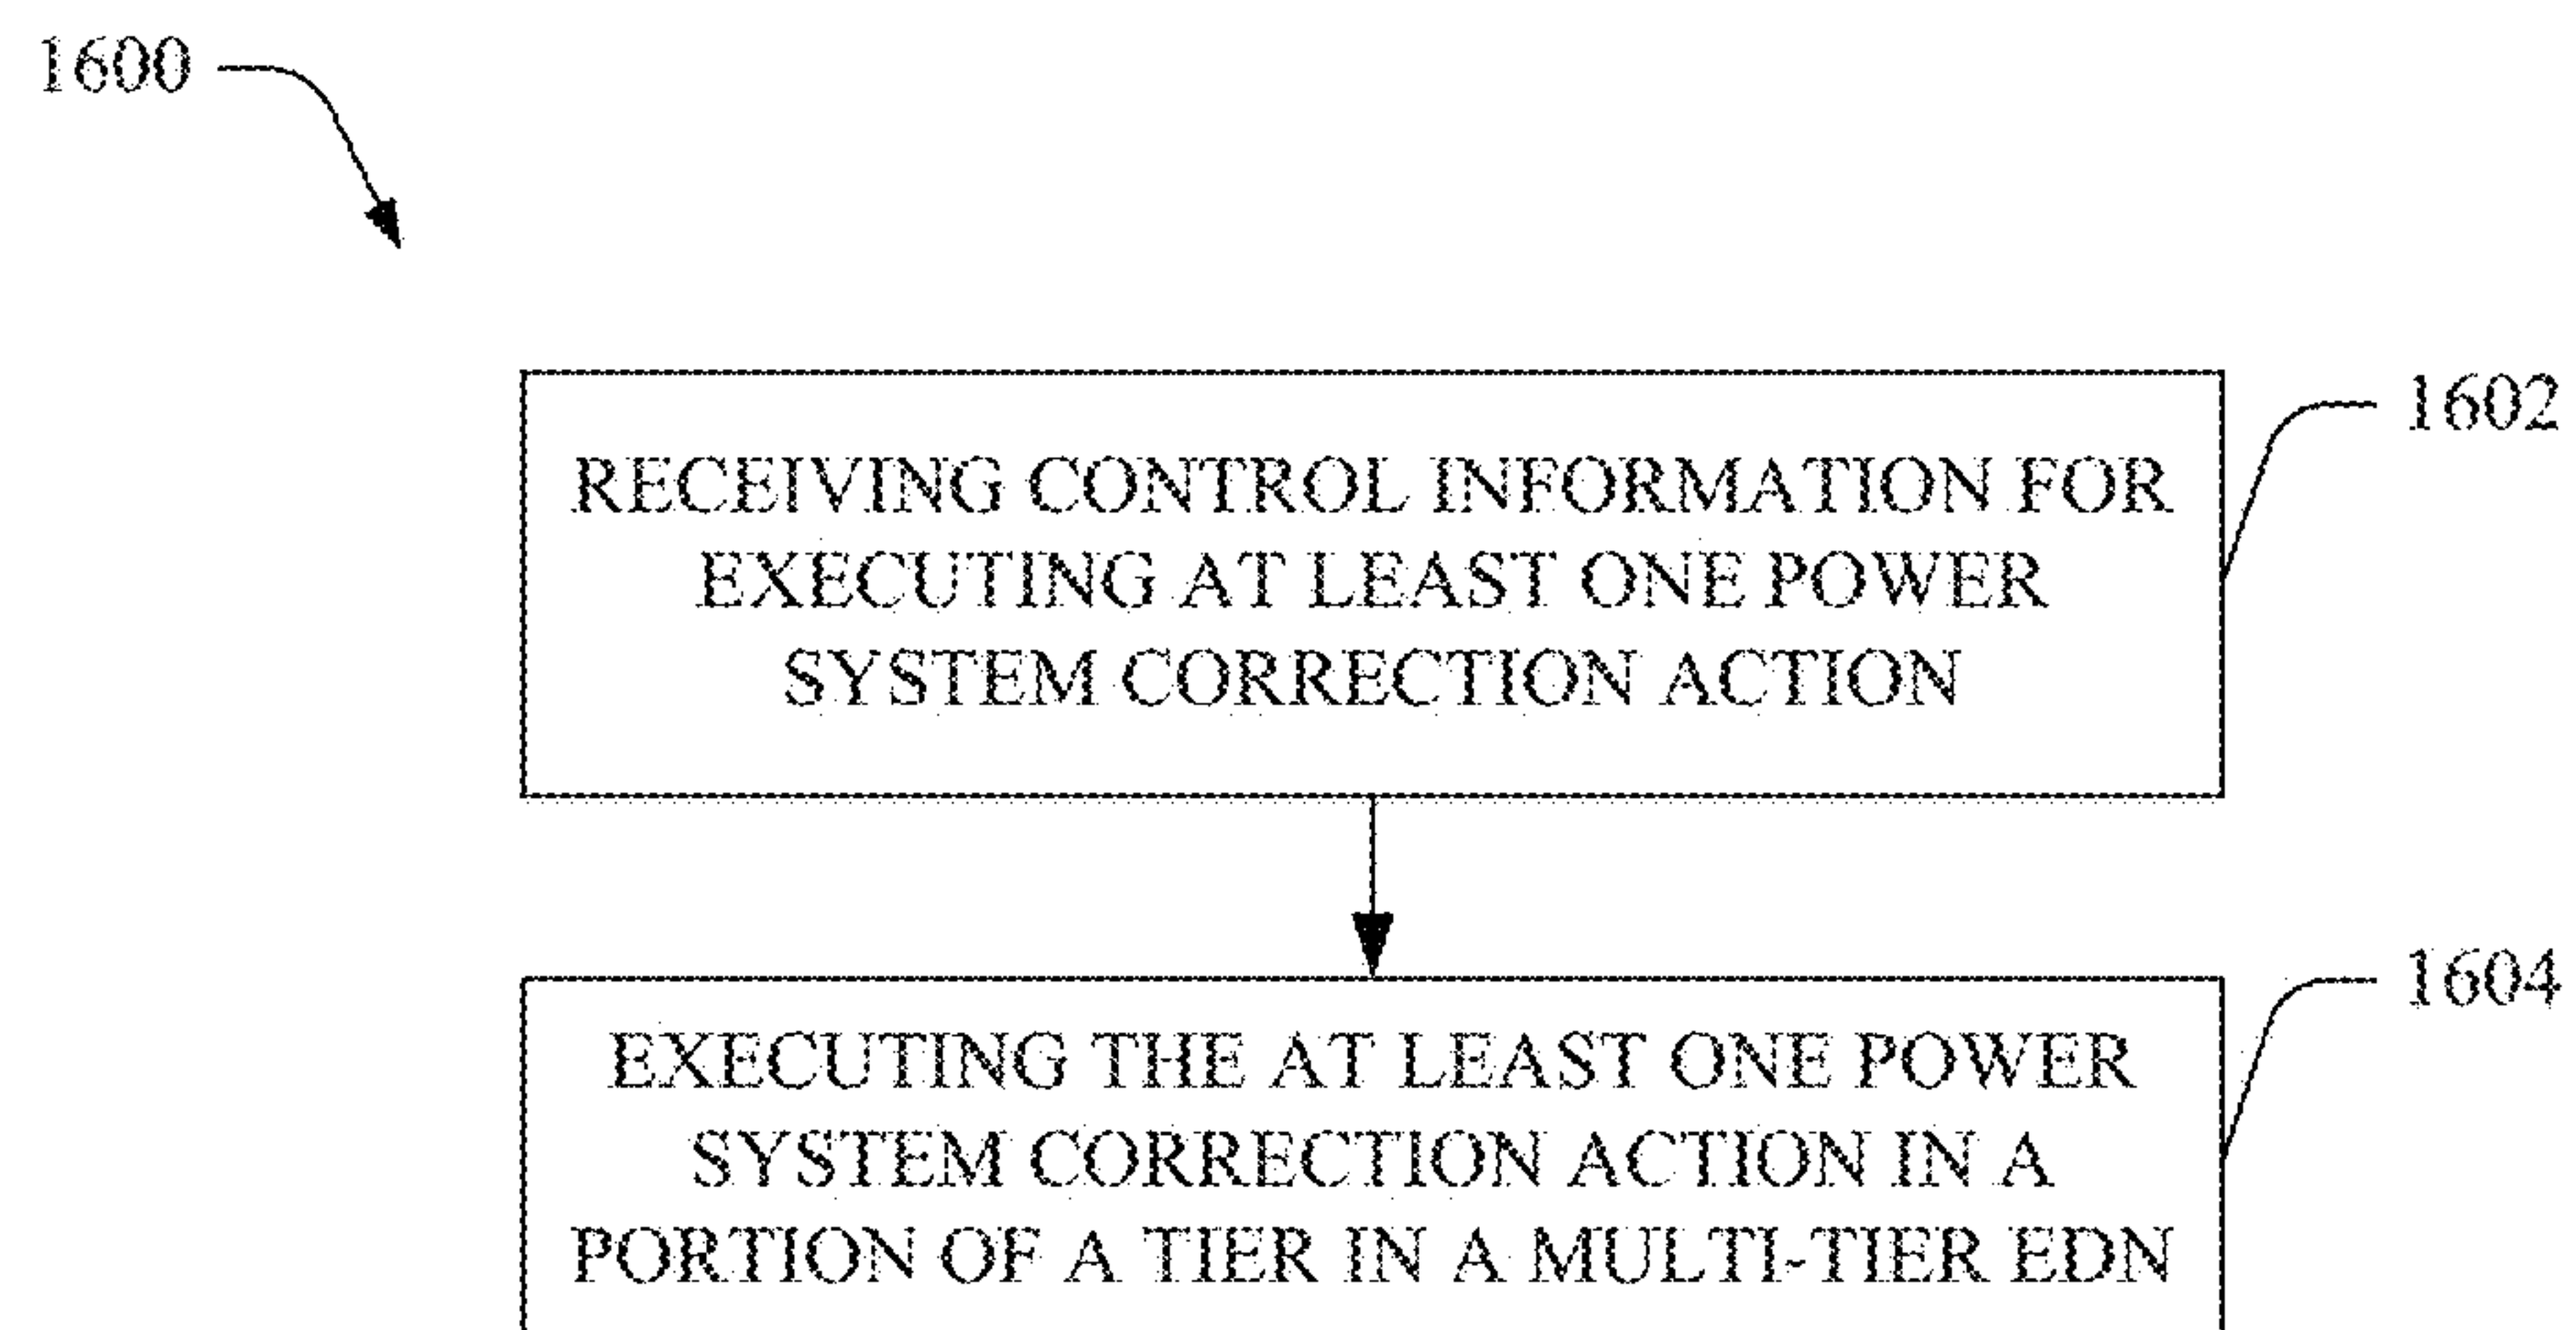 1600
1602
RECEIVING CONTROL INFORMATION FOR
EXECUTING AT LEAST ONE POWER
SYSTEM CORRECTION ACTION
1604
EXECUTING THE AT LEAST ONE POWER
SYSTEM CORRECTION ACTION IN A
PORTION OF A TIER IN A MULTI-TIER EDN